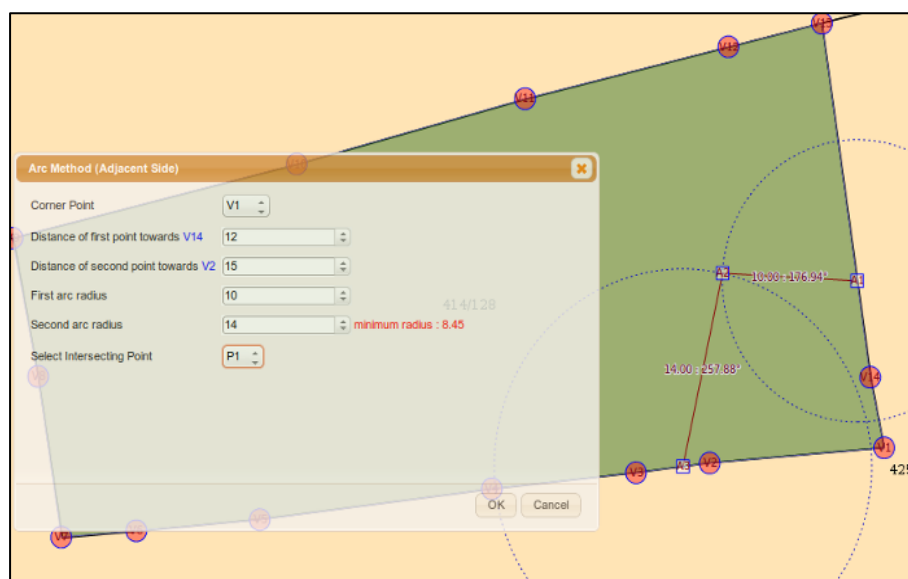 V13
V12
V11
Arc Method (Adjacent Side)
Corner Point V1
Distance of first point towards V14 12
Distance of second point towards V2 15
First arc radius 10
414/128
Second arc radius 14 minimum radius : 8.45
Select Intersecting Point P1
A2 10.00 : 176.94° A1
V8
14.00 : 257.88° V14
V1
A3 V2
V3
425
OK Cancel